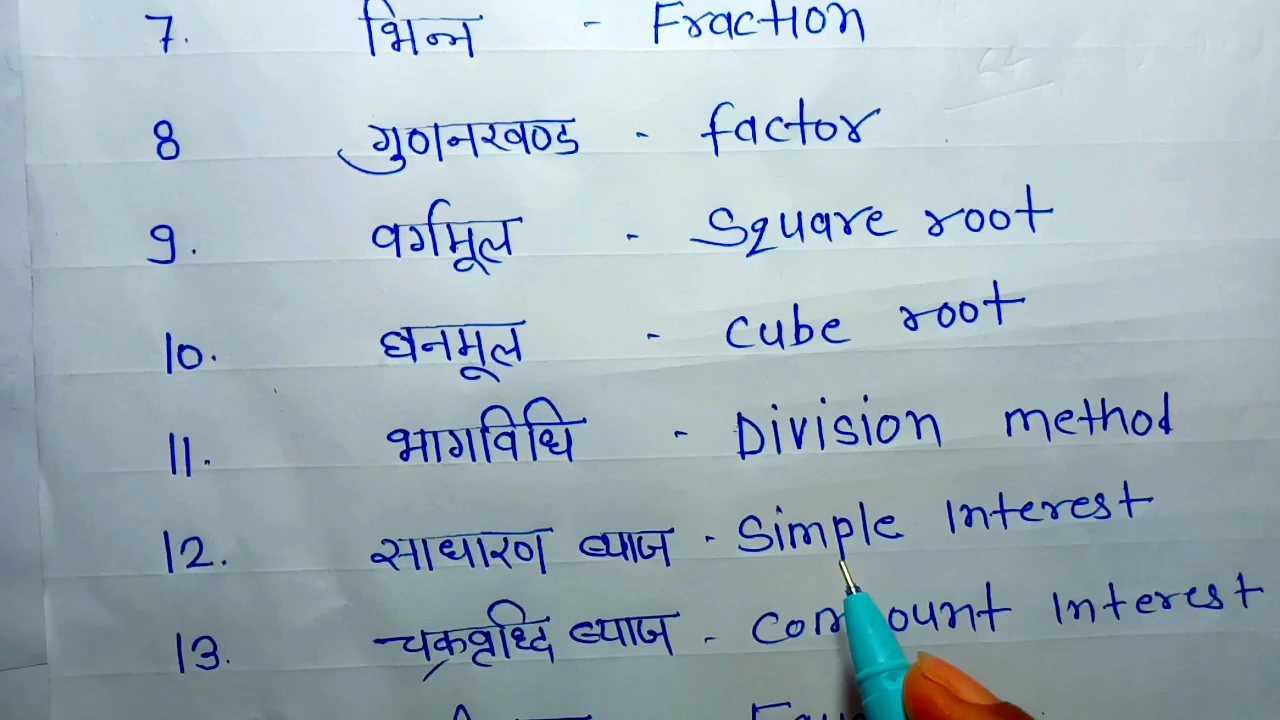 7. भिन्न - Fraction
8 गुणनखण्ड - factor
9. वर्गमूल - Square root
10. घनमूल - Cube root
11. भागविधि - Division method
12. साधारण ब्याज - Simple Interest
13. चक्रवृध्दि ब्याज - Interest